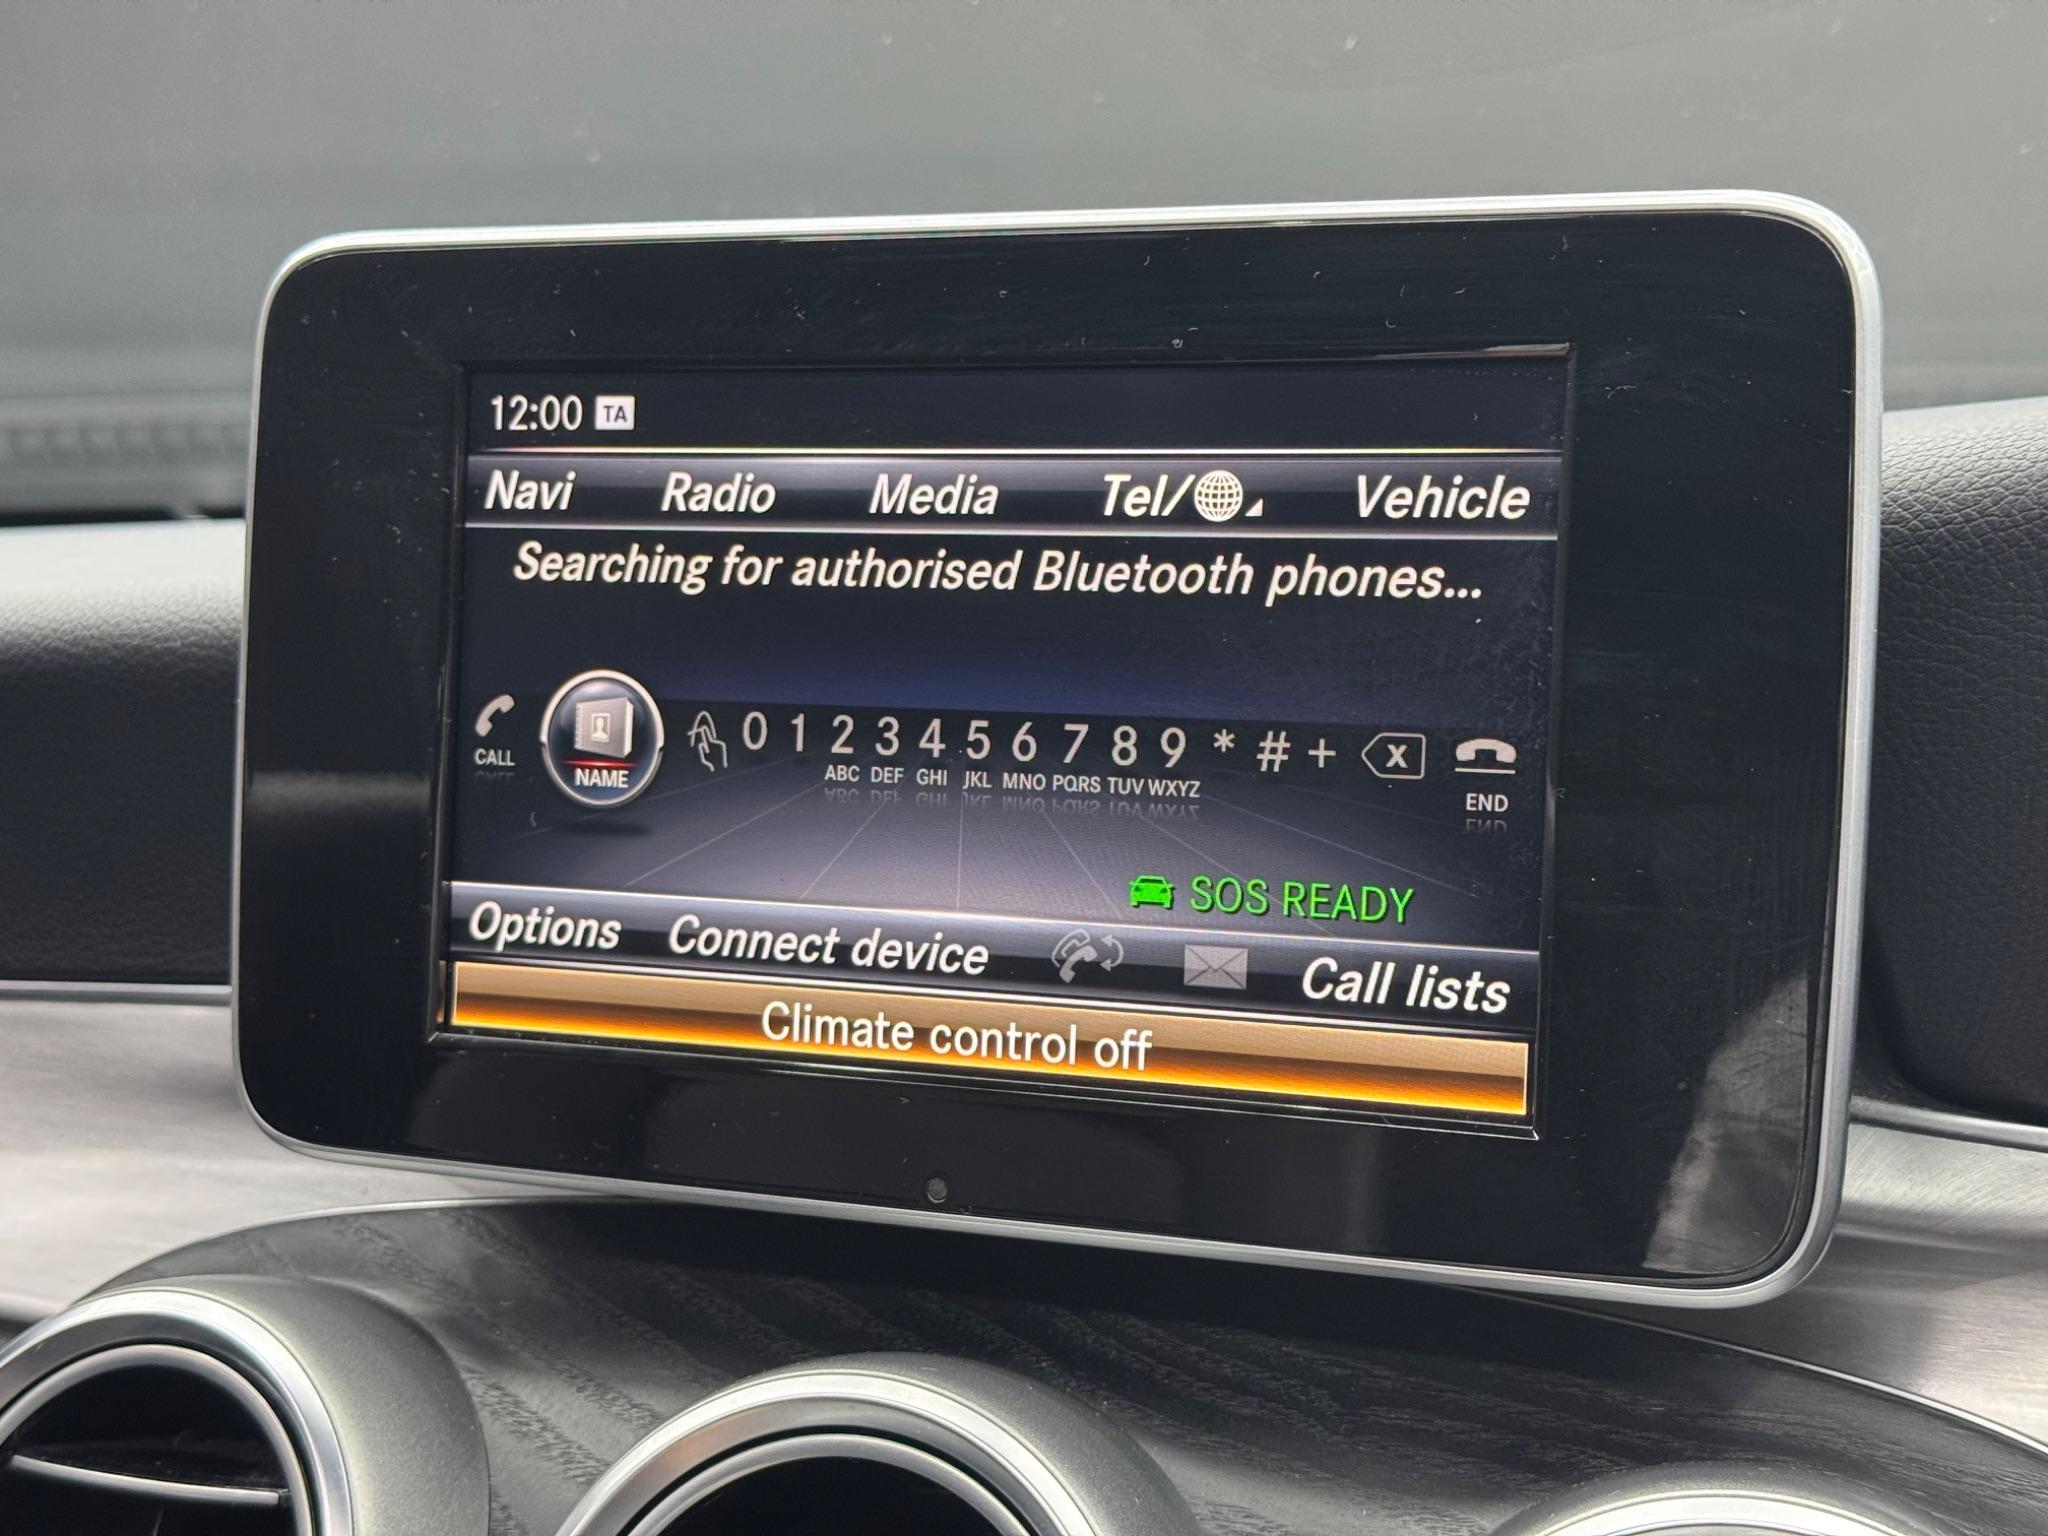 12:00 TA
Navi Radio Media Tel/ Vehicle
Searching for authorised Bluetooth phones...
CALL NAME 0 1 2 3 4 5 6 7 8 9 * # + X END
ABC DEF GHI JKL MNO PQRS TUV WXYZ
SOS READY
Options Connect device Call lists
Climate control off